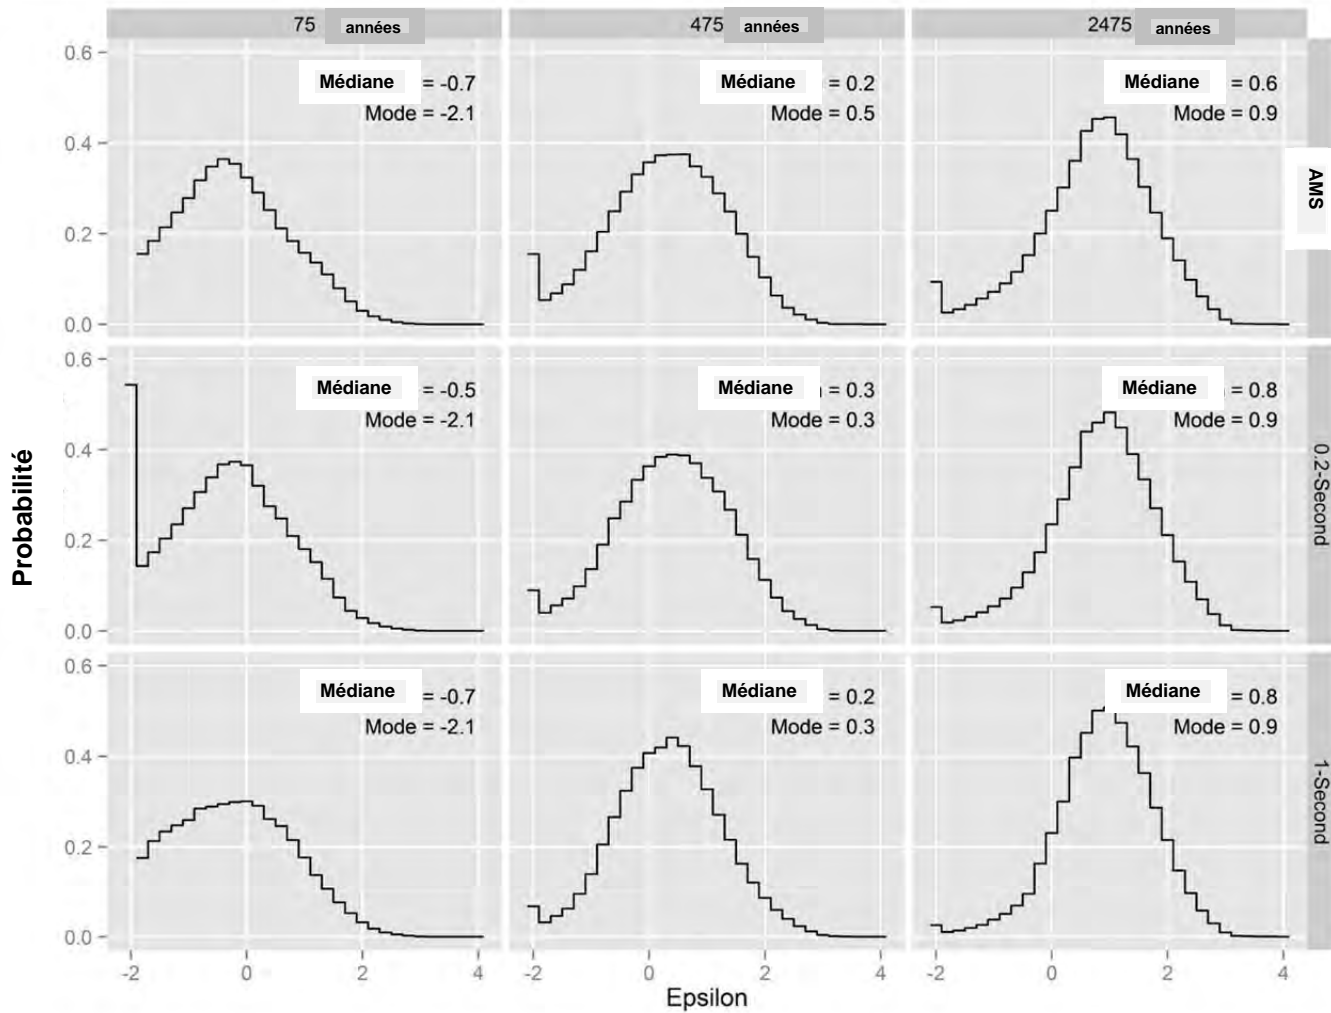 75 années
475 années
2475 années
0.6
0.4
0.2
0.0
Médiane = -0.7
Mode = -2.1
Médiane = 0.2
Mode = 0.5
Médiane = 0.6
Mode = 0.9
AMS
0.6
0.4
0.2
0.0
Médiane = -0.5
Mode = -2.1
Médiane = 0.3
Mode = 0.3
Médiane = 0.8
Mode = 0.9
0.2-Second
Probabilité
0.6
0.4
0.2
0.0
Médiane = -0.7
Mode = -2.1
Médiane = 0.2
Mode = 0.3
Médiane = 0.8
Mode = 0.9
1-Second
-2 0 2 4
-2 0 2 4
-2 0 2 4
Epsilon